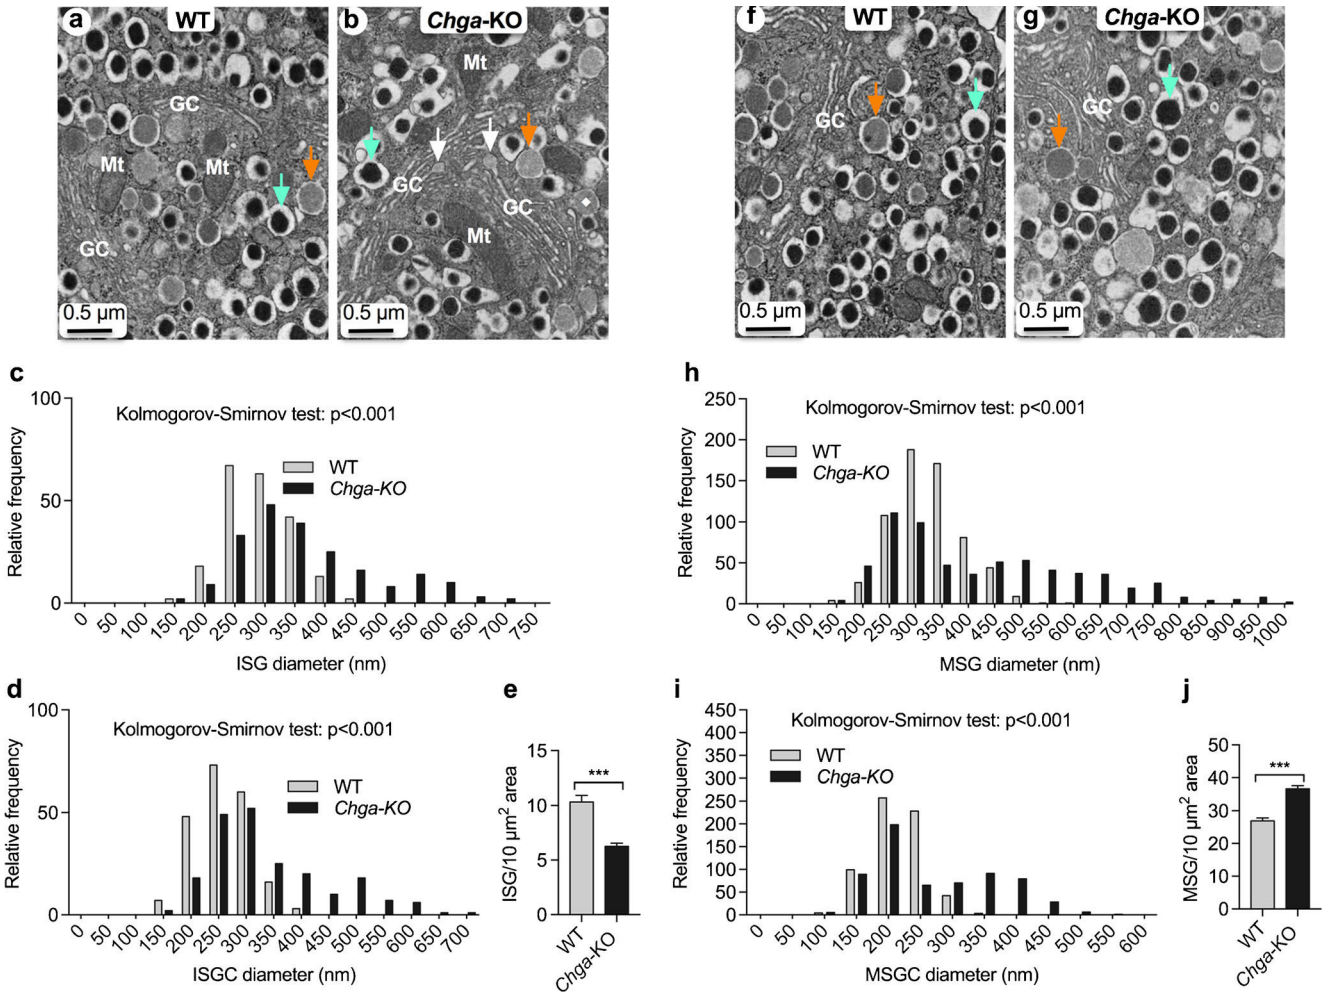 a
WT
GC
Mt
Mt
GC
0.5 µm
b
Chga-KO
Mt
GC
GC
Mt
0.5 µm
f
WT
GC
0.5 µm
g
Chga-KO
GC
0.5 µm
c
Kolmogorov-Smirnov test: p<0.001
WT
Chga-KO
Relative frequency
100
50
0
0 50 100 150 200 250 300 350 400 450 500 550 600 650 700 750
ISG diameter (nm)
h
Kolmogorov-Smirnov test: p<0.001
WT
Chga-KO
Relative frequency
250
200
150
100
50
0
0 50 100 150 200 250 300 350 400 450 500 550 600 650 700 750 800 850 900 950 1000
MSG diameter (nm)
d
Kolmogorov-Smirnov test: p<0.001
WT
Chga-KO
Relative frequency
100
50
0
0 50 100 150 200 250 300 350 400 450 500 550 600 650 700
ISGC diameter (nm)
e
ISG/10 µm² area
15
10
5
0
***
WT
Chga-KO
i
Kolmogorov-Smirnov test: p<0.001
WT
Chga-KO
Relative frequency
450
400
350
300
250
200
150
100
50
0
0 50 100 150 200 250 300 350 400 450 500 550 600
MSGC diameter (nm)
j
MSG/10 µm² area
50
40
30
20
10
0
***
WT
Chga-KO